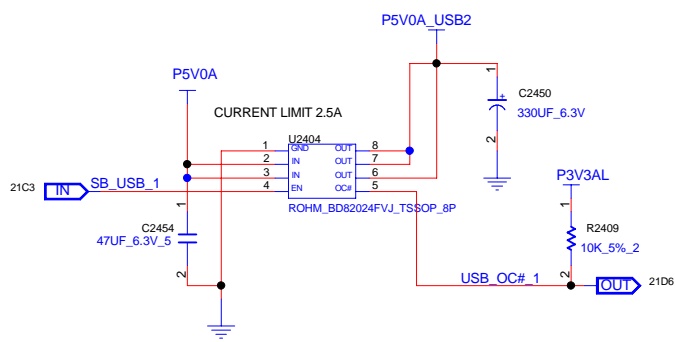 P5V0A_USB2
P5V0A
CURRENT LIMIT 2.5A
1
C2450
330UF_6.3V
2
U2404
1 GND OUT 8
2 IN OUT 7
3 IN OUT 6
4 EN OC# 5
ROHM_BD82024FVJ_TSSOP_8P
21C3 IN SB_USB_1
P3V3AL
1
C2454
47UF_6.3V_5
2
1
R2409
10K_5%_2
2
USB_OC#_1
OUT 21D6